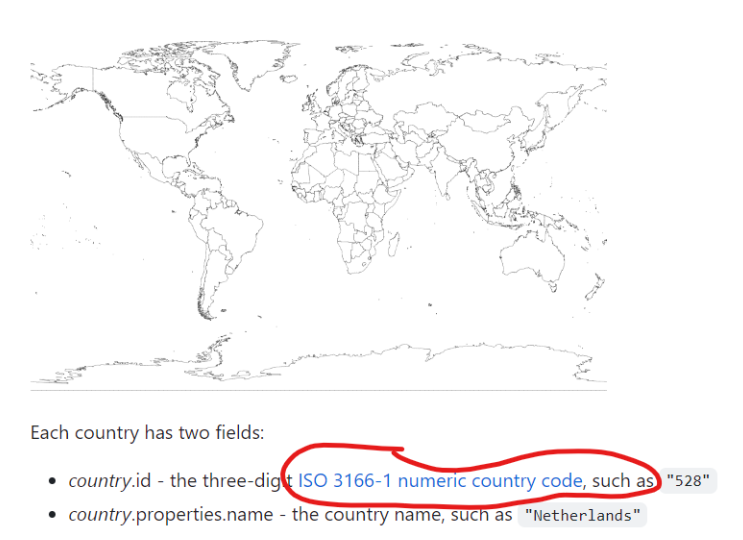 Each country has two fields:
• country.id - the three-digit ISO 3166-1 numeric country code, such as "528"
• country.properties.name - the country name, such as "Netherlands"